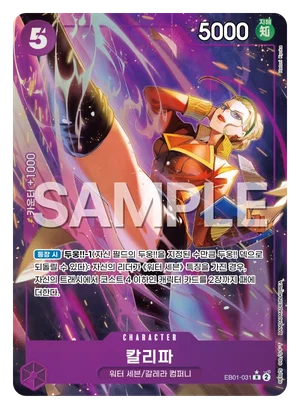 5
5000
지혜
知
카운터 +1000
SAMPLE
등장 시 두웅!!-1(자신 필드의 두웅!!을 지정된 수만큼 두웅!! 덱으로
되돌릴 수 있다) : 자신의 리더가 《워터 세븐》 특징을 가진 경우,
자신의 트래시에서 코스트 4 이하인 캐릭터 카드를 2장까지 패에
더한다.
CHARACTER
칼리파
워터 세븐/갈레라 컴퍼니
EB01-031 R
2